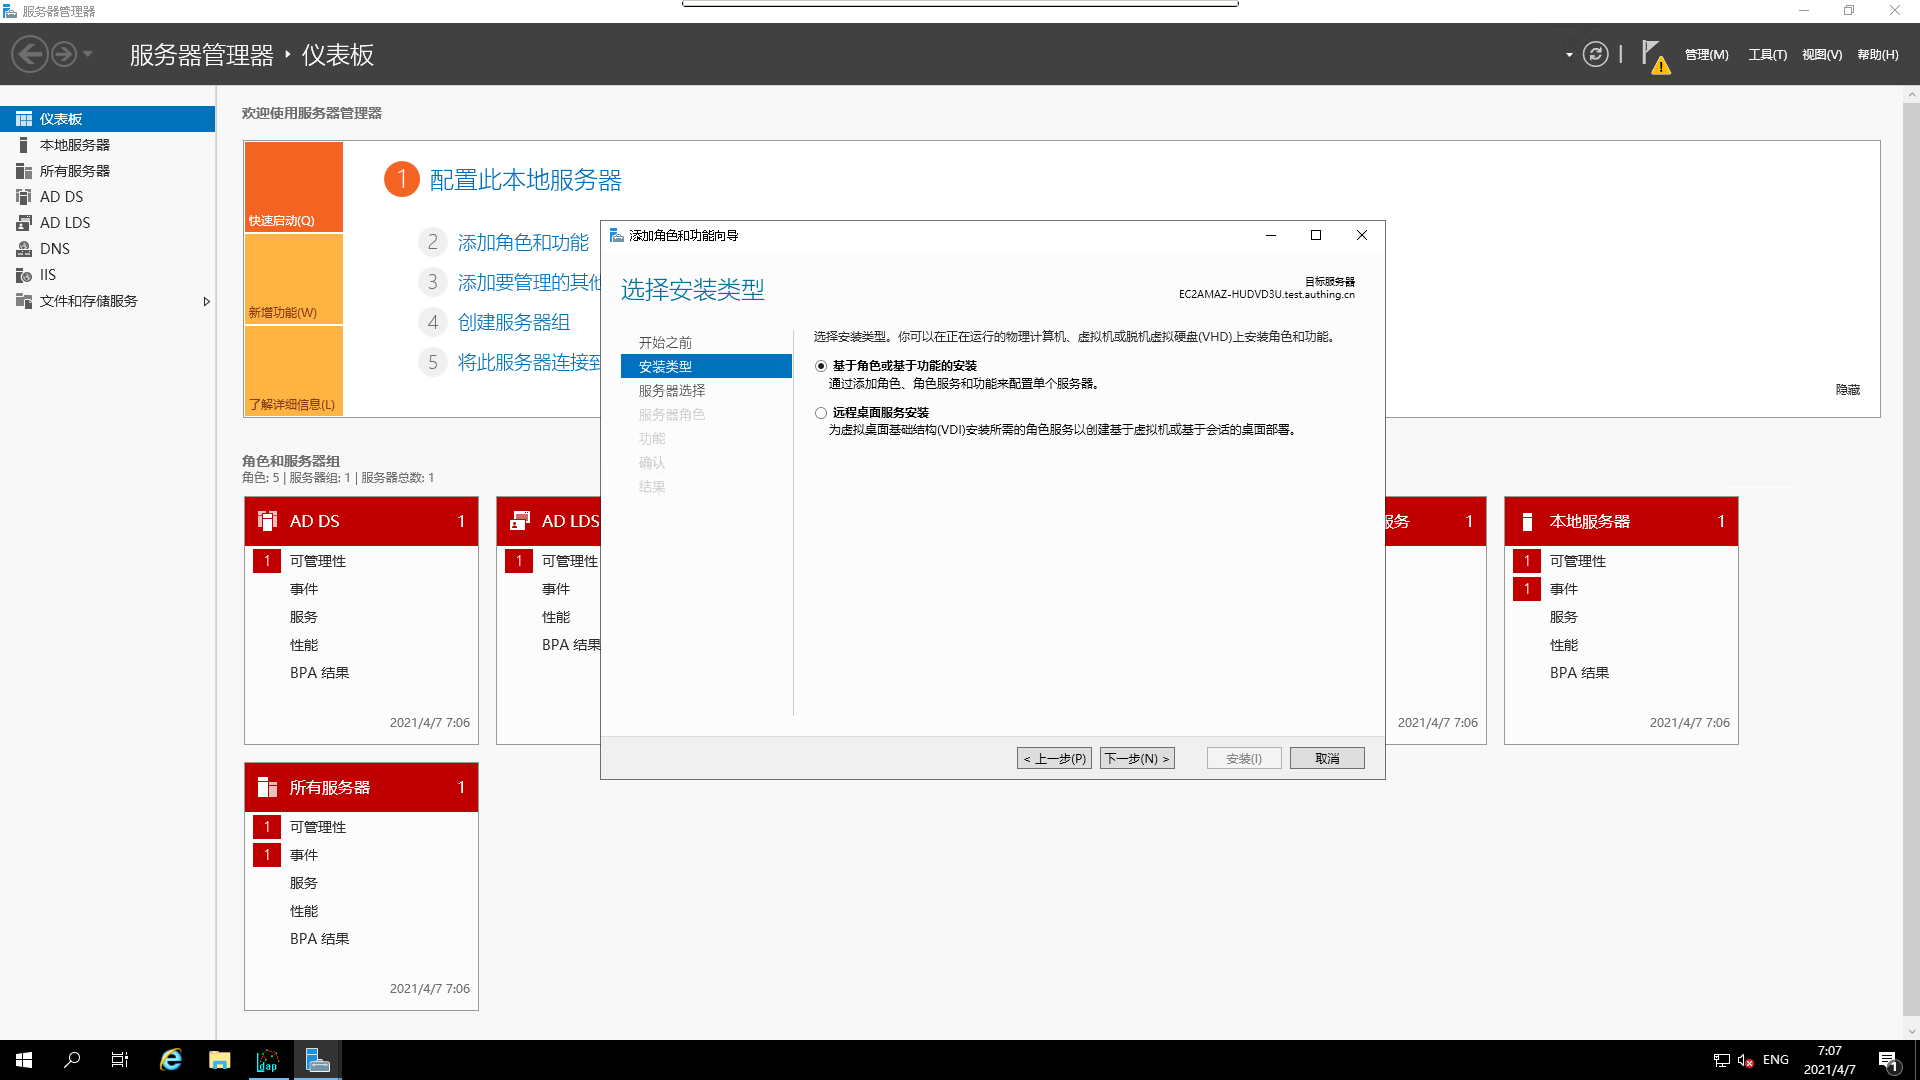 服务器管理器
服务器管理器 ‣ 仪表板
管理(M) 工具(T) 视图(V) 帮助(H)
仪表板
本地服务器
所有服务器
AD DS
AD LDS
DNS
IIS
文件和存储服务
欢迎使用服务器管理器
快速启动(Q)
新增功能(W)
了解详细信息(L)
1 配置此本地服务器
2 添加角色和功能
3 添加要管理的其他
4 创建服务器组
5 将此服务器连接到
隐藏
添加角色和功能向导
选择安装类型
目标服务器
EC2AMAZ-HUDVD3U.test.authing.cn
开始之前
安装类型
服务器选择
服务器角色
功能
确认
结果
选择安装类型。你可以在正在运行的物理计算机、虚拟机或脱机虚拟硬盘(VHD)上安装角色和功能。
基于角色或基于功能的安装
通过添加角色、角色服务和功能来配置单个服务器。
远程桌面服务安装
为虚拟桌面基础结构(VDI)安装所需的角色服务以创建基于虚拟机或基于会话的桌面部署。
< 上一步(P) 下一步(N) > 安装(I) 取消
角色和服务器组
角色: 5 | 服务器组: 1 | 服务器总数: 1
AD DS 1
1 可管理性
事件
服务
性能
BPA 结果
2021/4/7 7:06
AD LDS
1 可管理性
事件
性能
BPA 结果
服务 1
2021/4/7 7:06
本地服务器 1
1 可管理性
1 事件
服务
性能
BPA 结果
2021/4/7 7:06
所有服务器 1
1 可管理性
1 事件
服务
性能
BPA 结果
2021/4/7 7:06
ldap
ENG
7:07
2021/4/7
1